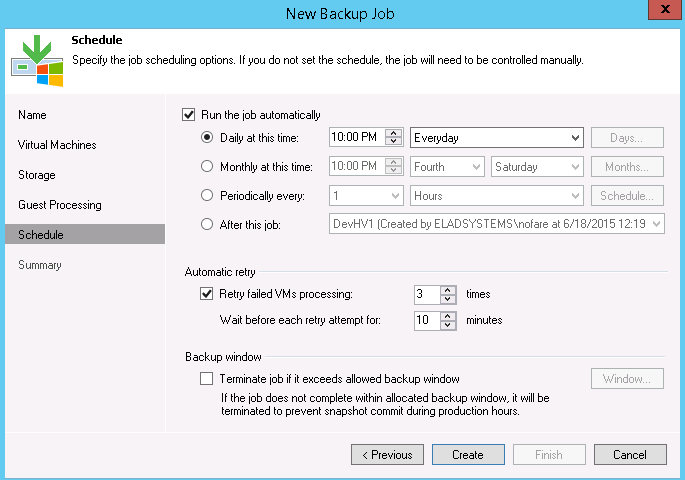 New Backup Job
x
Schedule
Specify the job scheduling options. If you do not set the schedule, the job will need to be controlled manually.
Name
Virtual Machines
Storage
Guest Processing
Schedule
Summary
Run the job automatically
Daily at this time: 10:00 PM Everyday Days...
Monthly at this time: 10:00 PM Fourth Saturday Months...
Periodically every: 1 Hours Schedule...
After this job: DevHV1 (Created by ELADSYSTEMS\nofare at 6/18/2015 12:19
Automatic retry
Retry failed VMs processing: 3 times
Wait before each retry attempt for: 10 minutes
Backup window
Terminate job if it exceeds allowed backup window Window...
If the job does not complete within allocated backup window, it will be
terminated to prevent snapshot commit during production hours.
< Previous Create Finish Cancel